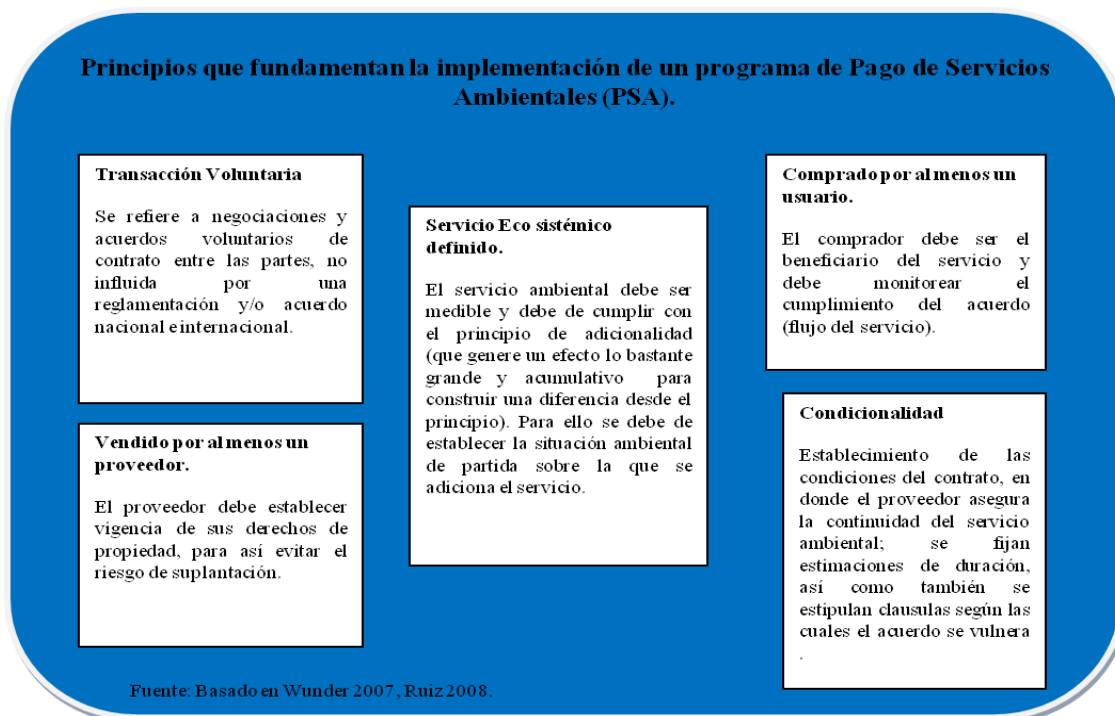 Principios que fundamentan la implementación de un programa de Pago de Servicios
Ambientales (PSA).
Transacción Voluntaria
Se refiere a negociaciones y
acuerdos voluntarios de
contrato entre las partes, no
influida por una
reglamentación y/o acuerdo
nacional e internacional.
Vendido por al menos un
proveedor.
El proveedor debe establecer
vigencia de sus derechos de
propiedad, para así evitar el
riesgo de suplantación.
Servicio Eco sistémico
definido.
El servicio ambiental debe ser
medible y debe de cumplir con
el principio de adicionalidad
(que genere un efecto lo bastante
grande y acumulativo para
construir una diferencia desde el
principio). Para ello se debe de
establecer la situación ambiental
de partida sobre la que se
adiciona el servicio.
Comprado por al menos un
usuario.
El comprador debe ser el
beneficiario del servicio y
debe monitorear el
cumplimiento del acuerdo
(flujo del servicio).
Condicionalidad
Establecimiento de las
condiciones del contrato, en
donde el proveedor asegura
la continuidad del servicio
ambiental; se fijan
estimaciones de duración,
así como también se
estipulan clausulas según las
cuales el acuerdo se vulnera
.
Fuente: Basado en Wunder 2007, Ruiz 2008.